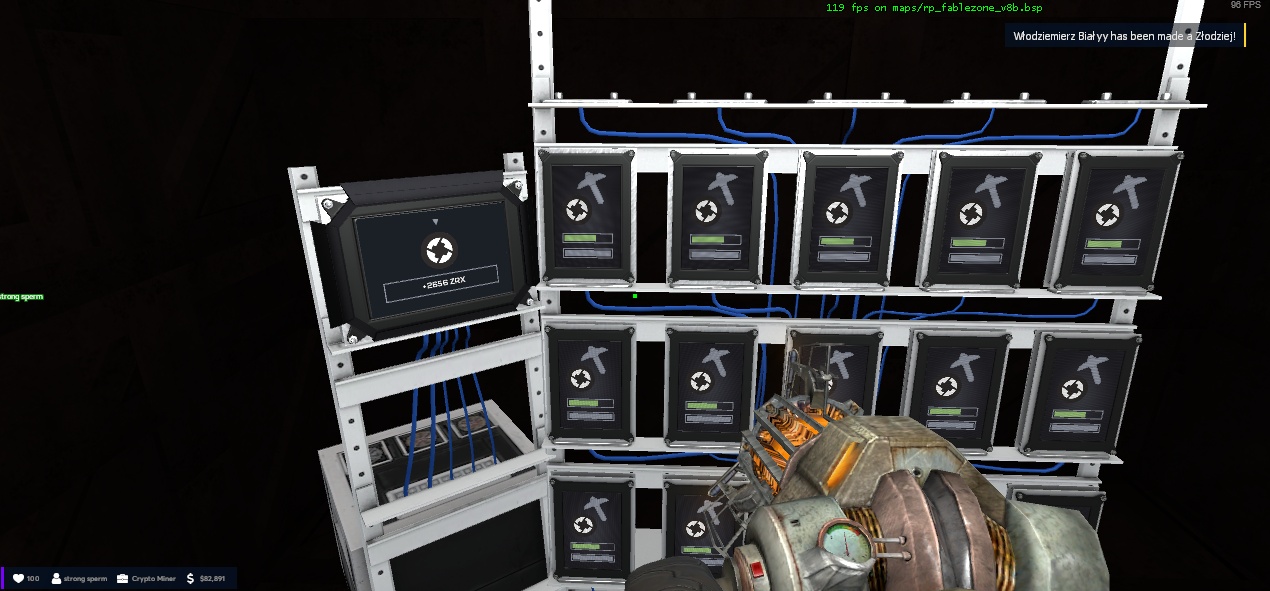 119 fps on maps/rp_fablezone_v8b.bsp
96 FPS
Włodziemierz Białyy has been made a Złodziej!
+2656 ZRX
strong sperm
100 strong sperm Crypto Miner $82,891